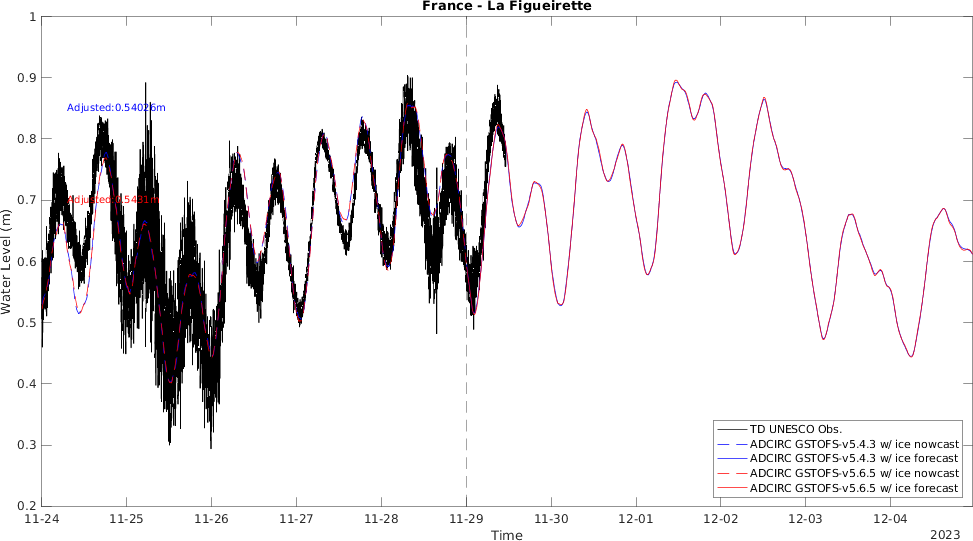 France - La Figueirette
1
0.9
0.8
0.7
0.6
0.5
0.4
0.3
0.2
Water Level (m)
Adjusted:0.54026m
Adjusted:0.5431m
TD UNESCO Obs.
ADCIRC GSTOFS-v5.4.3 w/ ice nowcast
ADCIRC GSTOFS-v5.4.3 w/ ice forecast
ADCIRC GSTOFS-v5.6.5 w/ ice nowcast
ADCIRC GSTOFS-v5.6.5 w/ ice forecast
11-24 11-25 11-26 11-27 11-28 11-29 11-30 12-01 12-02 12-03 12-04
Time
2023